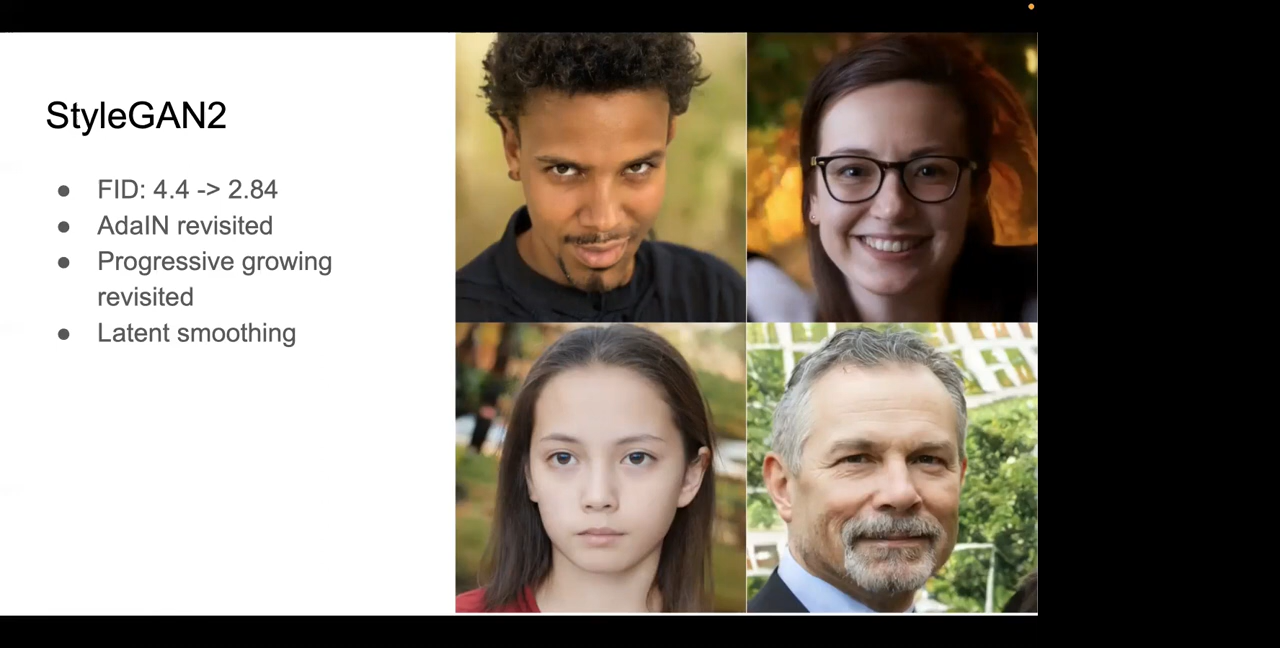 StyleGAN2
● FID: 4.4 -> 2.84
● AdaIN revisited
● Progressive growing
revisited
● Latent smoothing